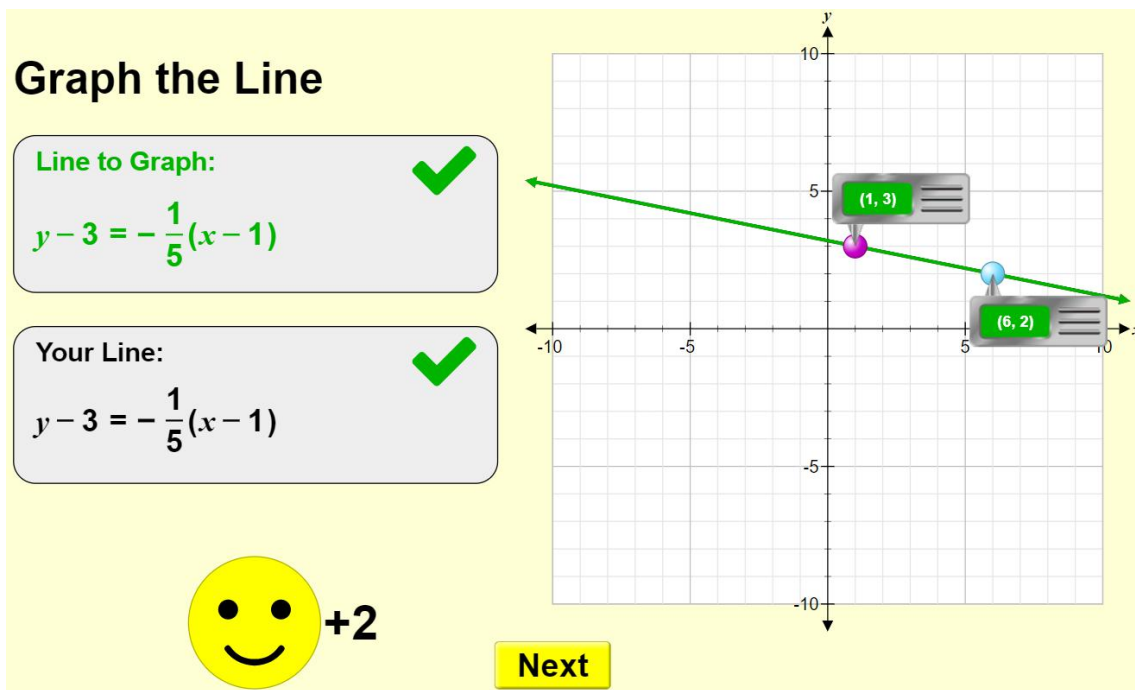 Graph the Line
Line to Graph:
y − 3 = − 1/5 (x − 1)
Your Line:
y − 3 = − 1/5 (x − 1)
+2
Next
y
10
5
(1, 3)
(6, 2)
-10
-5
5
-5
-10